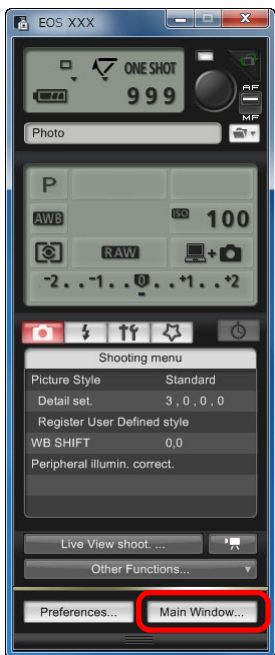 EOS XXX
ONE SHOT
999
AF
MF
Photo
P
AWB
ISO 100
RAW
-2..-1..0..+1..+2
Shooting menu
Picture Style Standard
Detail set. 3 , 0 , 0 , 0
Register User Defined style
WB SHIFT 0,0
Peripheral illumin. correct.
Live View shoot. ...
Other Functions...
Preferences... Main Window...